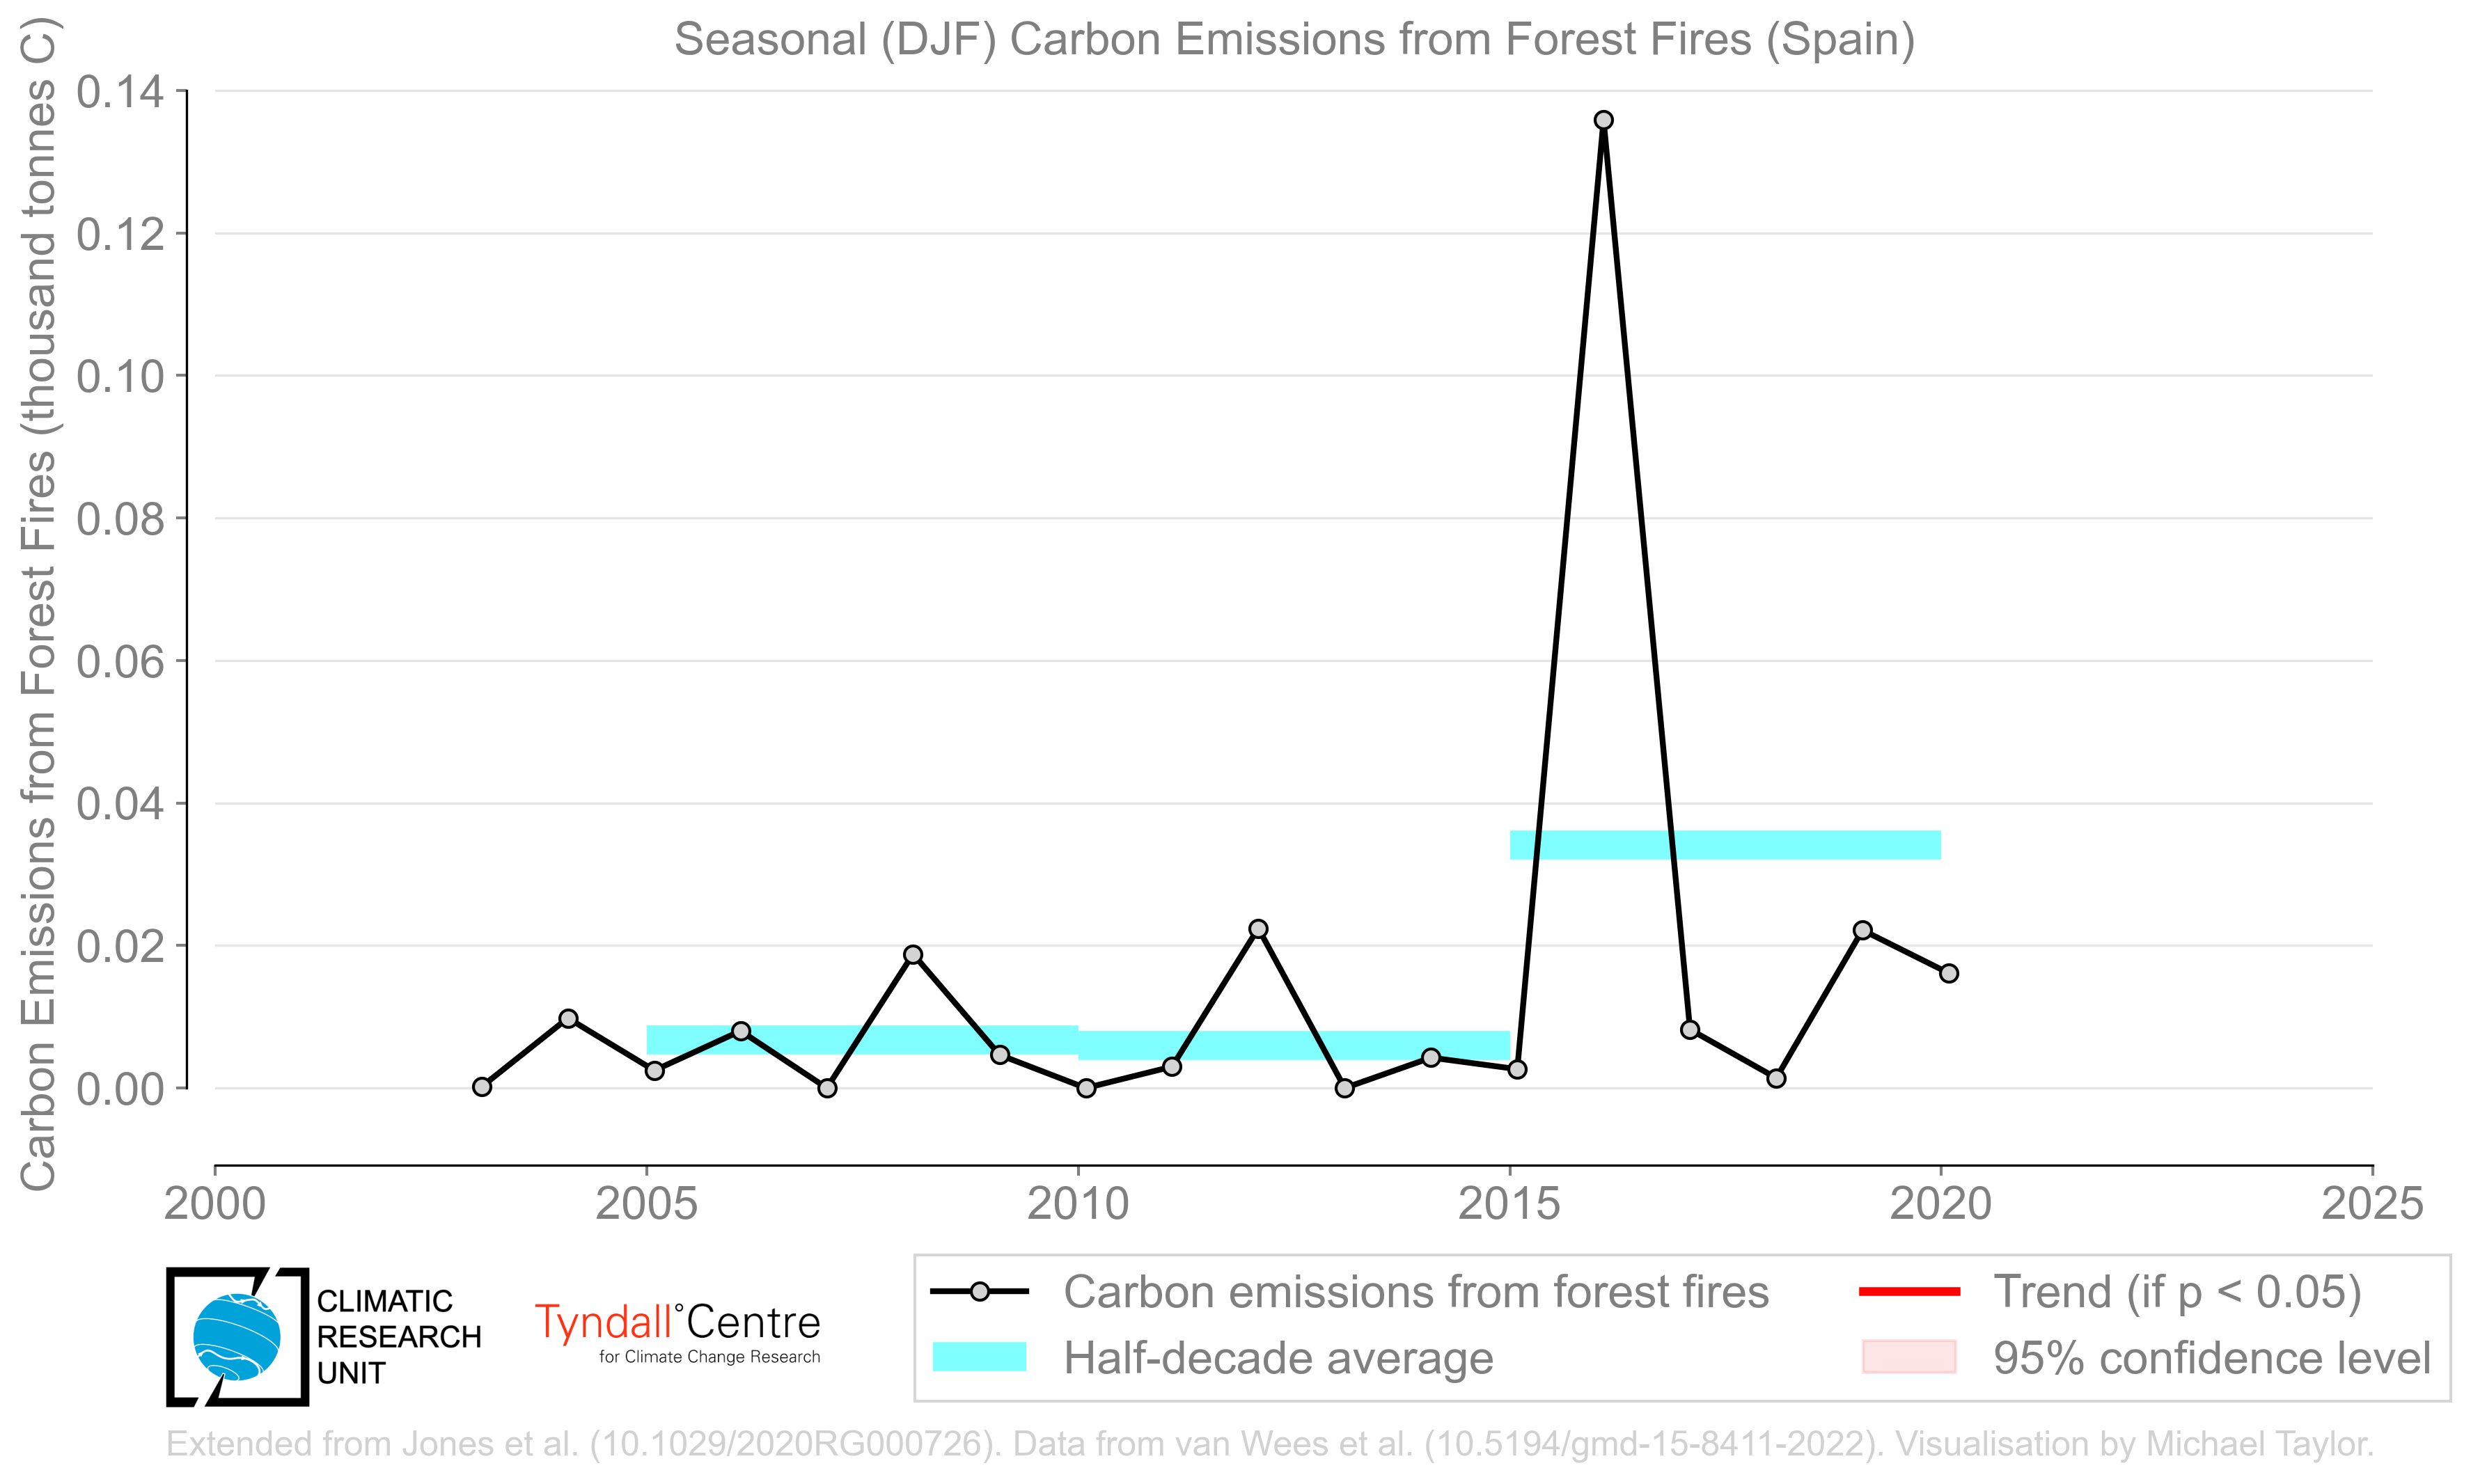 Seasonal (DJF) Carbon Emissions from Forest Fires (Spain)
Carbon Emissions from Forest Fires (thousand tonnes C)
0.14
0.12
0.10
0.08
0.06
0.04
0.02
0.00
2000 2005 2010 2015 2020 2025
CLIMATIC
RESEARCH
UNIT
Tyndall°Centre
for Climate Change Research
Carbon emissions from forest fires
Half-decade average
Trend (if p < 0.05)
95% confidence level
Extended from Jones et al. (10.1029/2020RG000726). Data from van Wees et al. (10.5194/gmd-15-8411-2022). Visualisation by Michael Taylor.